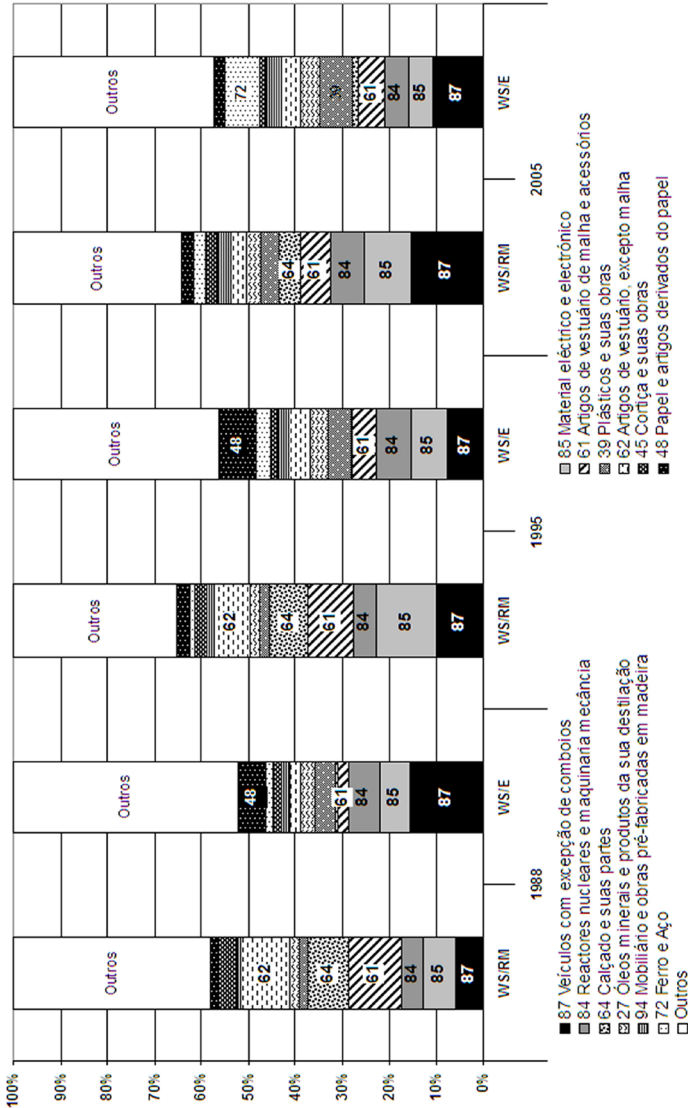 100%
90%
80%
70%
60%
50%
40%
30%
20%
10%
0%
Outros
62
64
61
84
85
87
Outros
48
61
84
85
87
Outros
62
64
61
84
85
87
Outros
48
61
84
85
87
Outros
64
61
84
85
87
Outros
72
39
61
84
85
87
WS/RM
WS/E
WS/RM
WS/E
WS/RM
WS/E
1988
1995
2005
87 Veículos com excepção de comboios
85 Material eléctrico e electrónico
84 Reactores nucleares e maquinaria mecância
61 Artigos de vestuário de malha e acessórios
64 Calçado e suas partes
39 Plásticos e suas obras
27 Óleos minerais e produtos da sua destilação
62 Artigos de vestuário, excepto malha
94 Mobiliário e obras pré-fabricadas em madeira
45 Cortiça e suas obras
72 Ferro e Aço
48 Papel e artigos derivados do papel
Outros